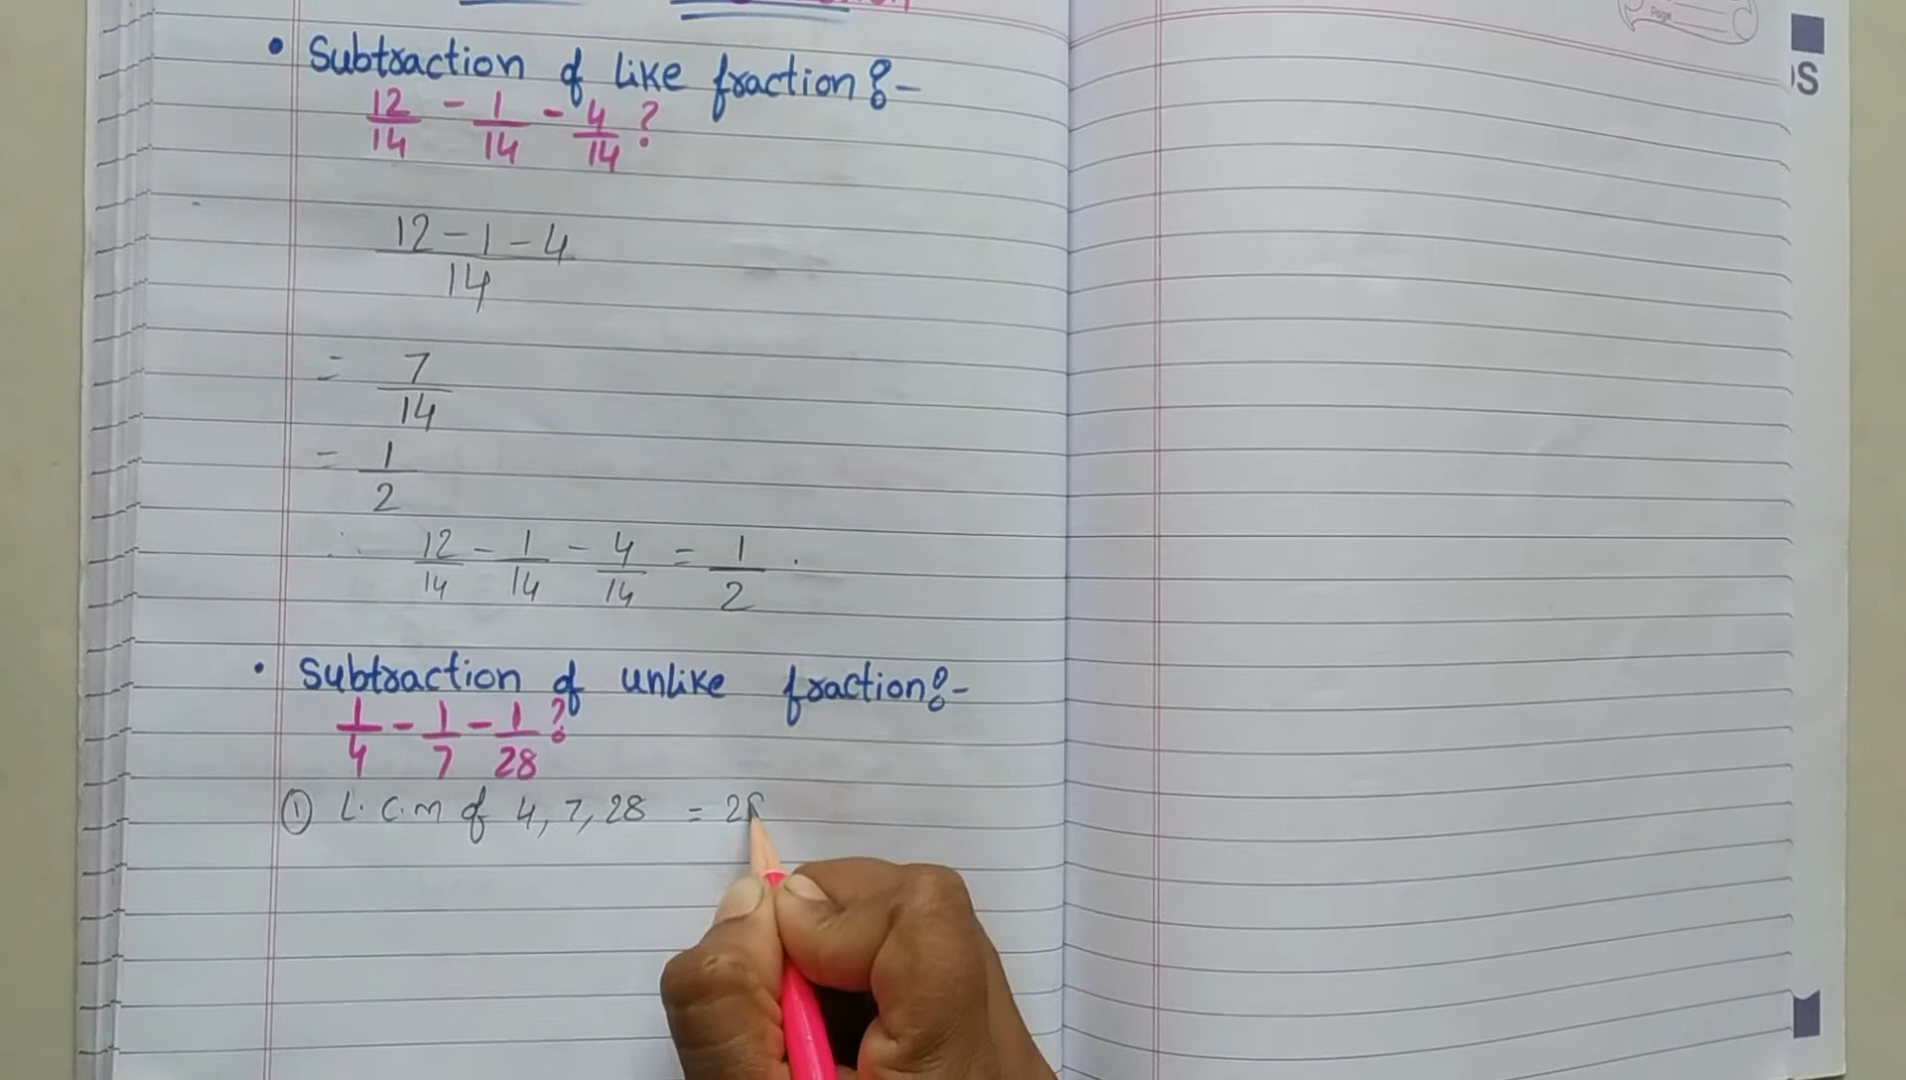 • Subtraction of like fraction :-
12/14 - 1/14 - 4/14 ?
12-1-4/14
= 7/14
= 1/2
∴ 12/14 - 1/14 - 4/14 = 1/2 .
• Subtraction of unlike fraction :-
1/4 - 1/7 - 1/28 ?
① L.C.M of 4, 7, 28 = 28
Page